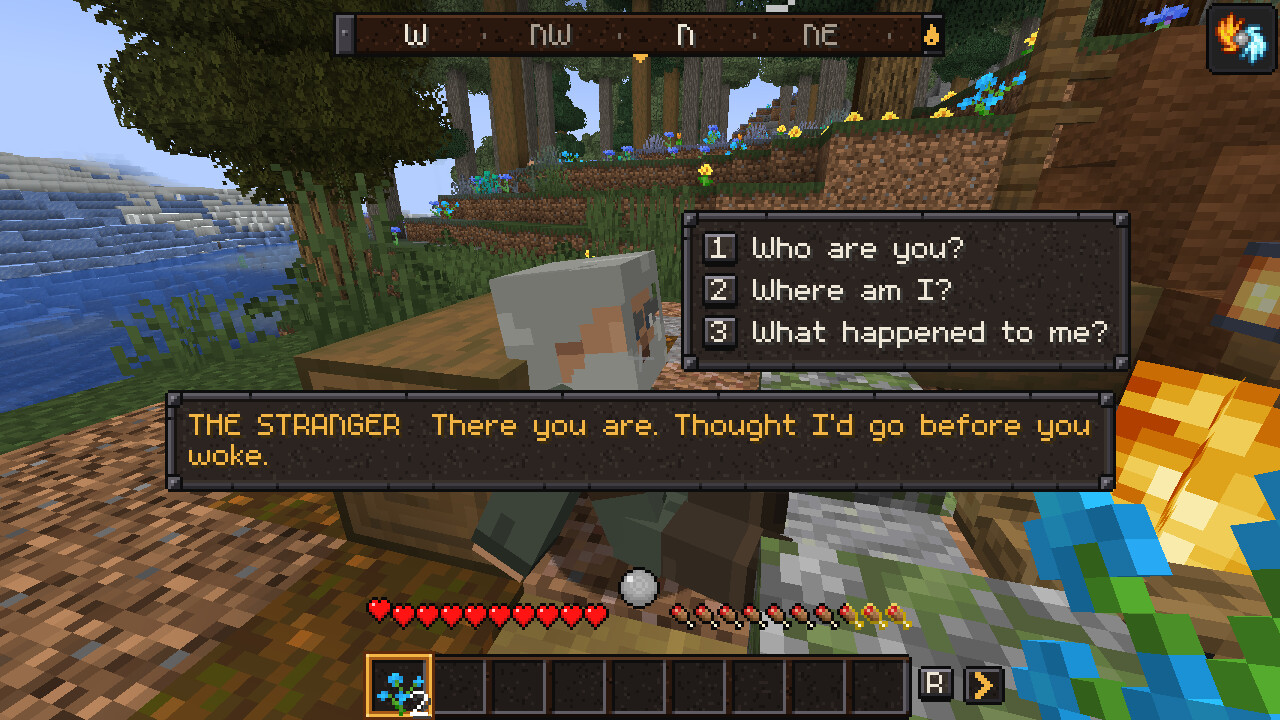 W NW N NE
1 Who are you?
2 Where am I?
3 What happened to me?
THE STRANGER There you are. Thought I'd go before you
woke.
2 R